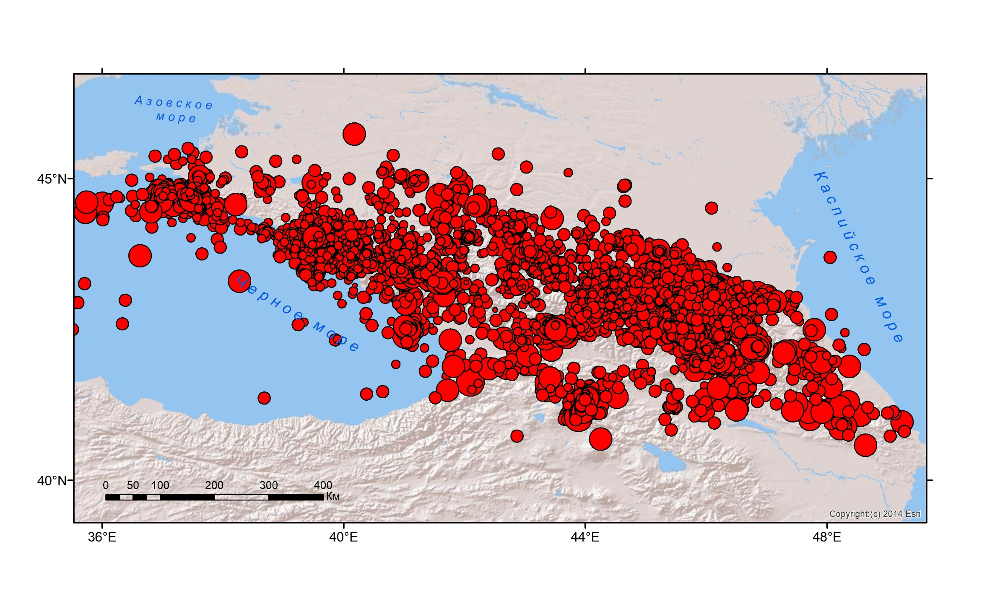 Азовское
море
45°N
Каспийское море
Черное море
40°N
0 50 100 200 300 400
Км
Copyright:(c) 2014 Esri
36°E 40°E 44°E 48°E